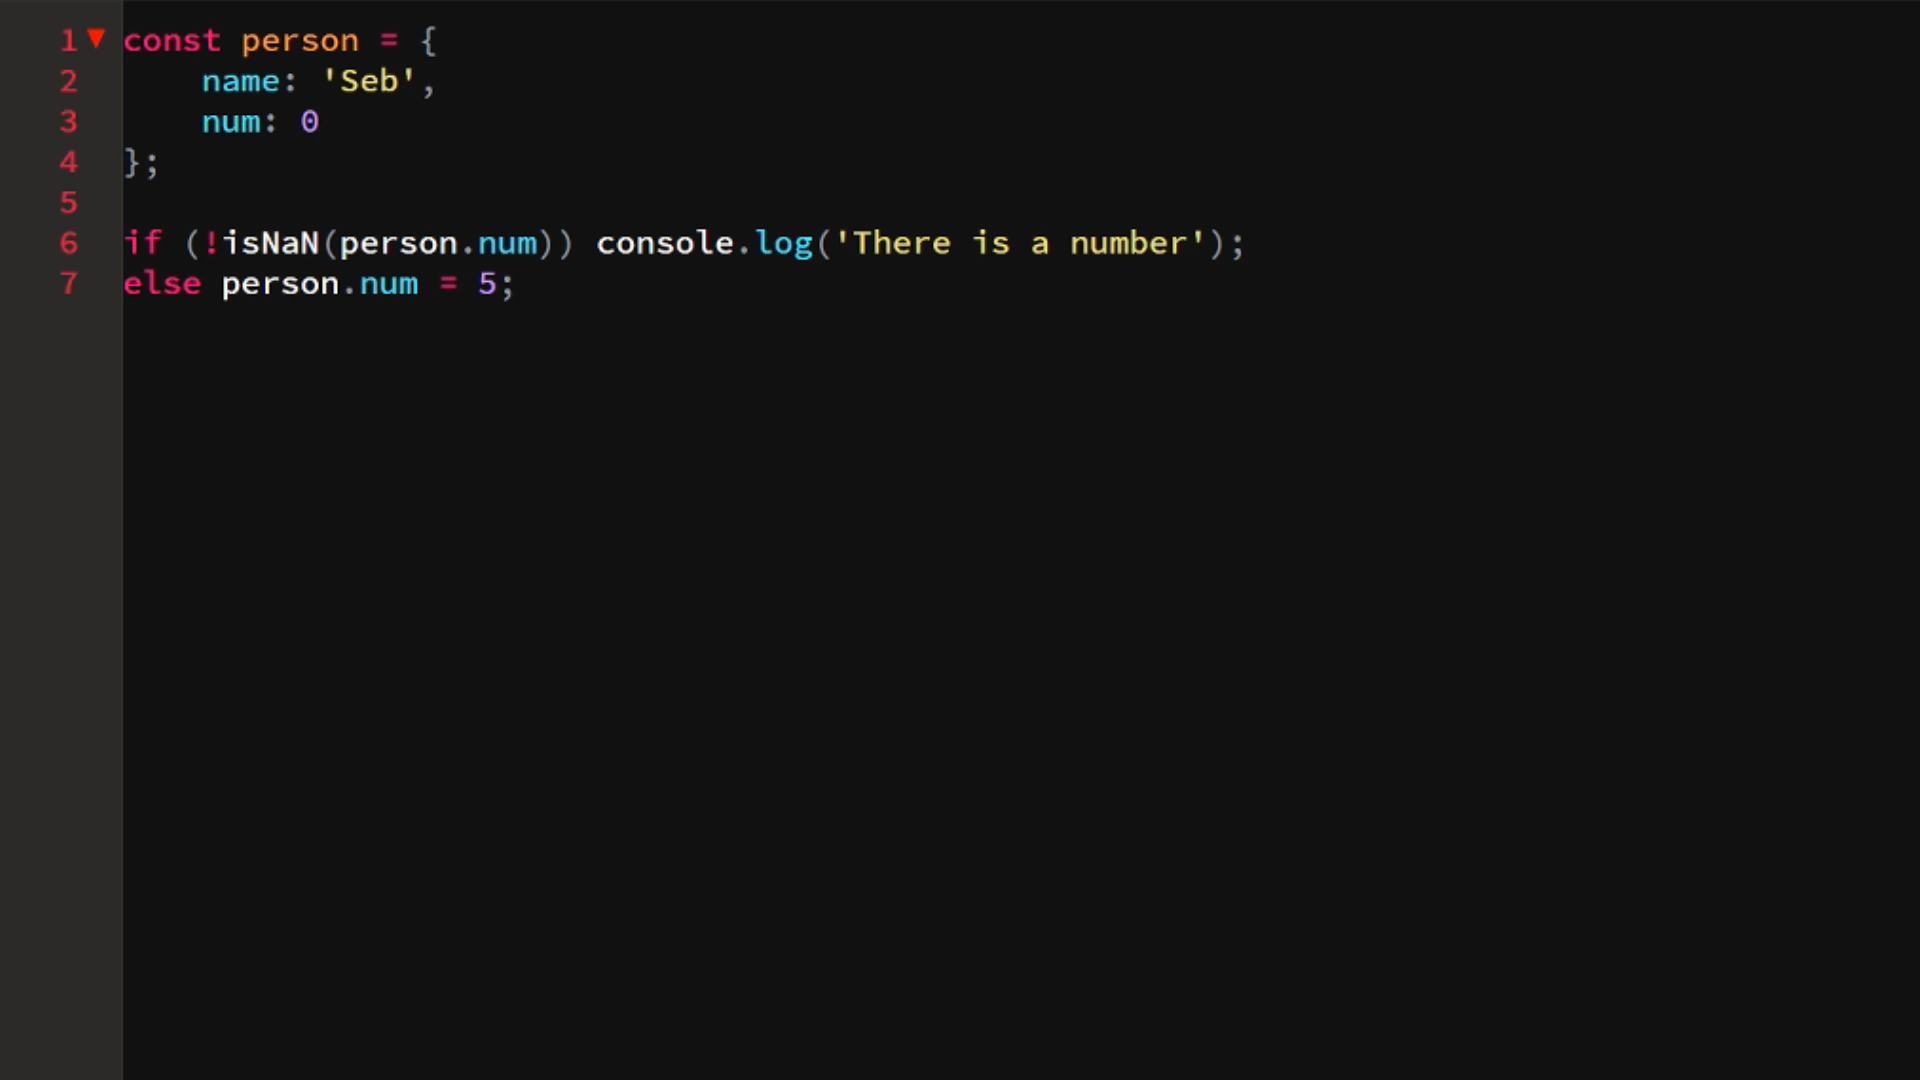 1 const person = {
2     name: 'Seb',
3     num: 0
4 };
5
6 if (!isNaN(person.num)) console.log('There is a number');
7 else person.num = 5;